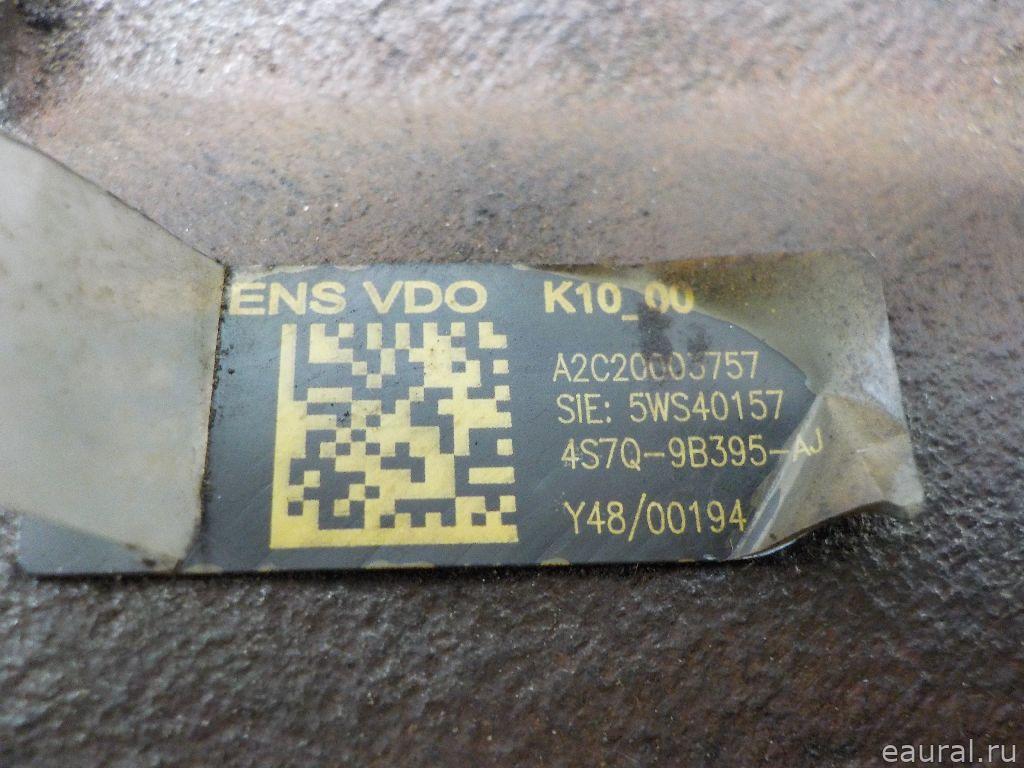 ENS VDO K10_00
A2C20003757
SIE: 5WS40157
4S7Q-9B395-AJ
Y48/00194
eaural.ru